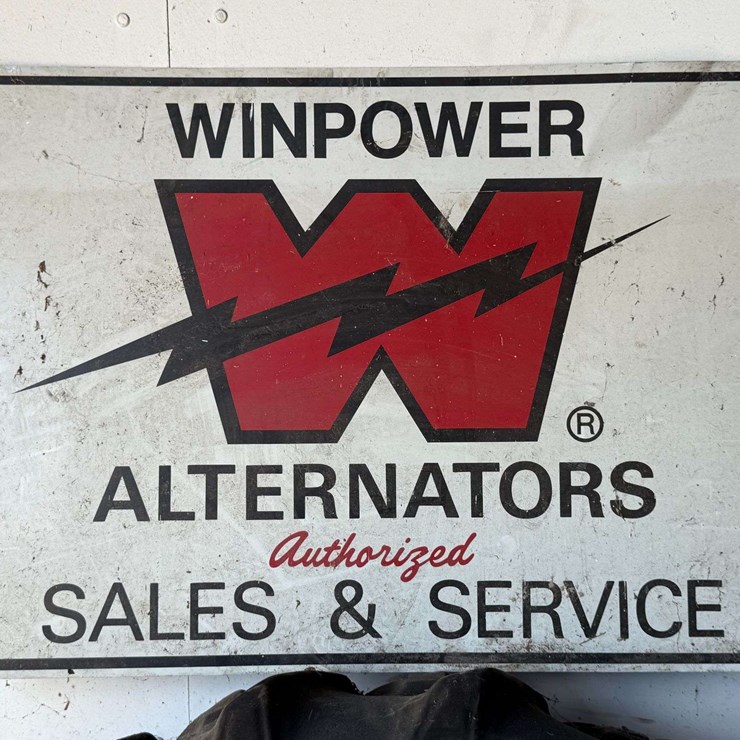 WINPOWER
W
®
ALTERNATORS
Authorized
SALES & SERVICE